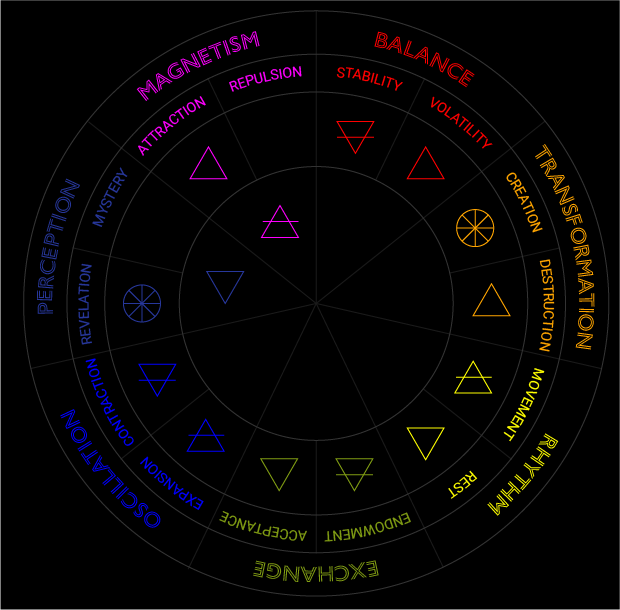 MAGNETISM
BALANCE
REPULSION
STABILITY
ATTRACTION
VOLATILITY
TRANSFORMATION
MYSTERY
CREATION
PERCEPTION
REVELATION
DESTRUCTION
CONTRACTION
MOVEMENT
OSCILLATION
RHYTHM
EXPANSION
REST
ACCEPTANCE
ENDOWMENT
EXCHANGE